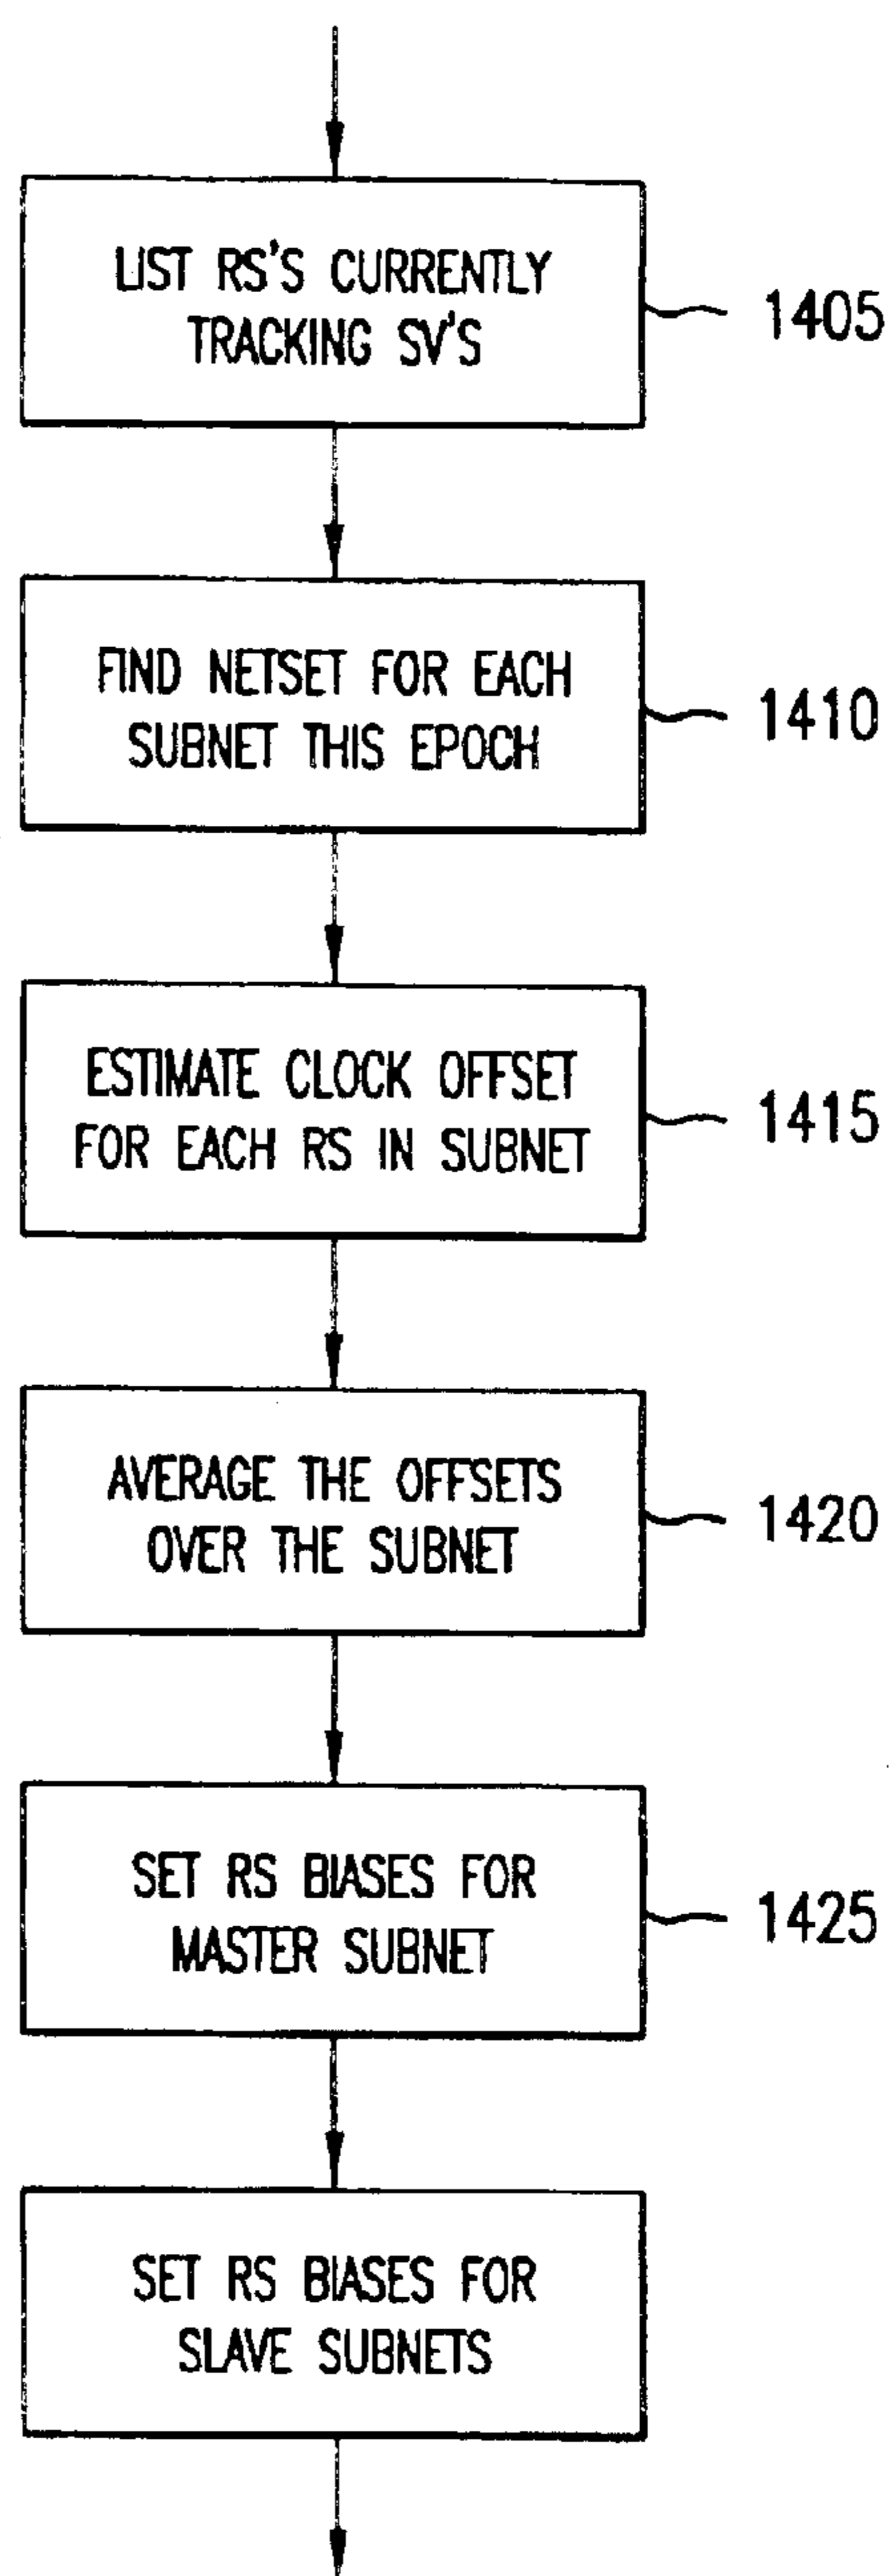 LIST RS'S CURRENTLY
TRACKING SV'S
1405
FIND NETSET FOR EACH
SUBNET THIS EPOCH
1410
ESTIMATE CLOCK OFFSET
FOR EACH RS IN SUBNET
1415
AVERAGE THE OFFSETS
OVER THE SUBNET
1420
SET RS BIASES FOR
MASTER SUBNET
1425
SET RS BIASES FOR
SLAVE SUBNETS